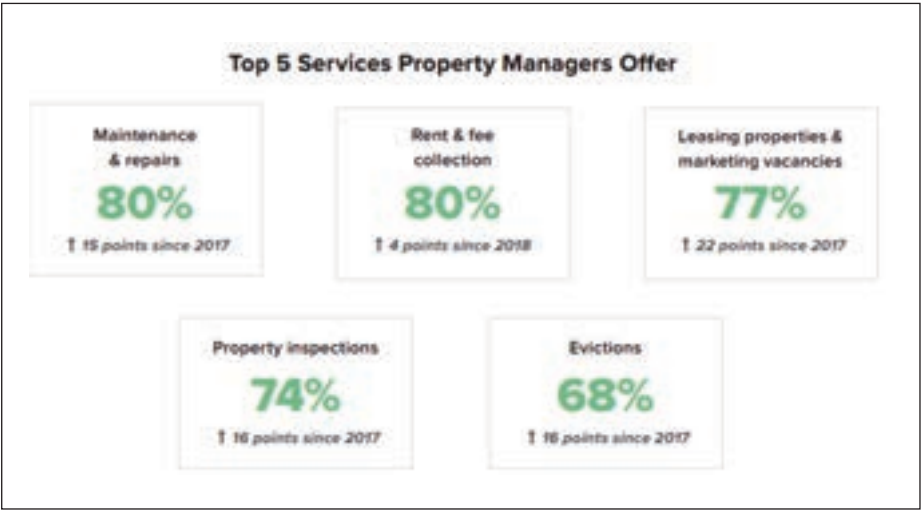 Top 5 Services Property Managers Offer
Maintenance
& repairs
80%
↑ 15 points since 2017
Rent & fee
collection
80%
↑ 4 points since 2018
Leasing properties &
marketing vacancies
77%
↑ 22 points since 2017
Property inspections
74%
↑ 16 points since 2017
Evictions
68%
↑ 16 points since 2017